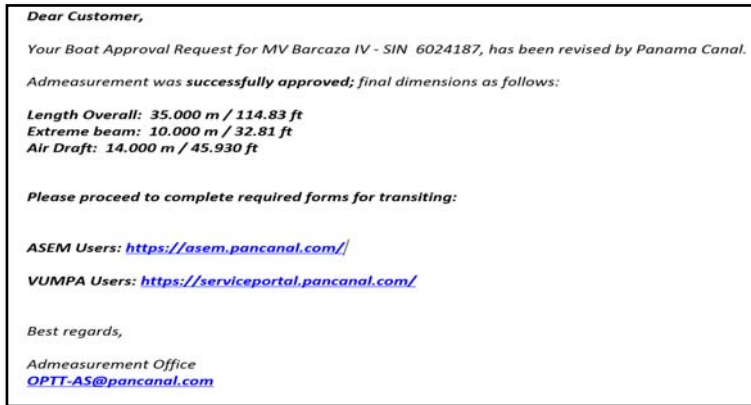 Dear Customer,
Your Boat Approval Request for MV Barcaza IV - SIN 6024187, has been revised by Panama Canal.
Admeasurement was successfully approved; final dimensions as follows:
Length Overall: 35.000 m / 114.83 ft
Extreme beam: 10.000 m / 32.81 ft
Air Draft: 14.000 m / 45.930 ft
Please proceed to complete required forms for transiting:
ASEM Users: https://asem.pancanal.com/
VUMPA Users: https://serviceportal.pancanal.com/
Best regards,
Admeasurement Office
OPTT-AS@pancanal.com